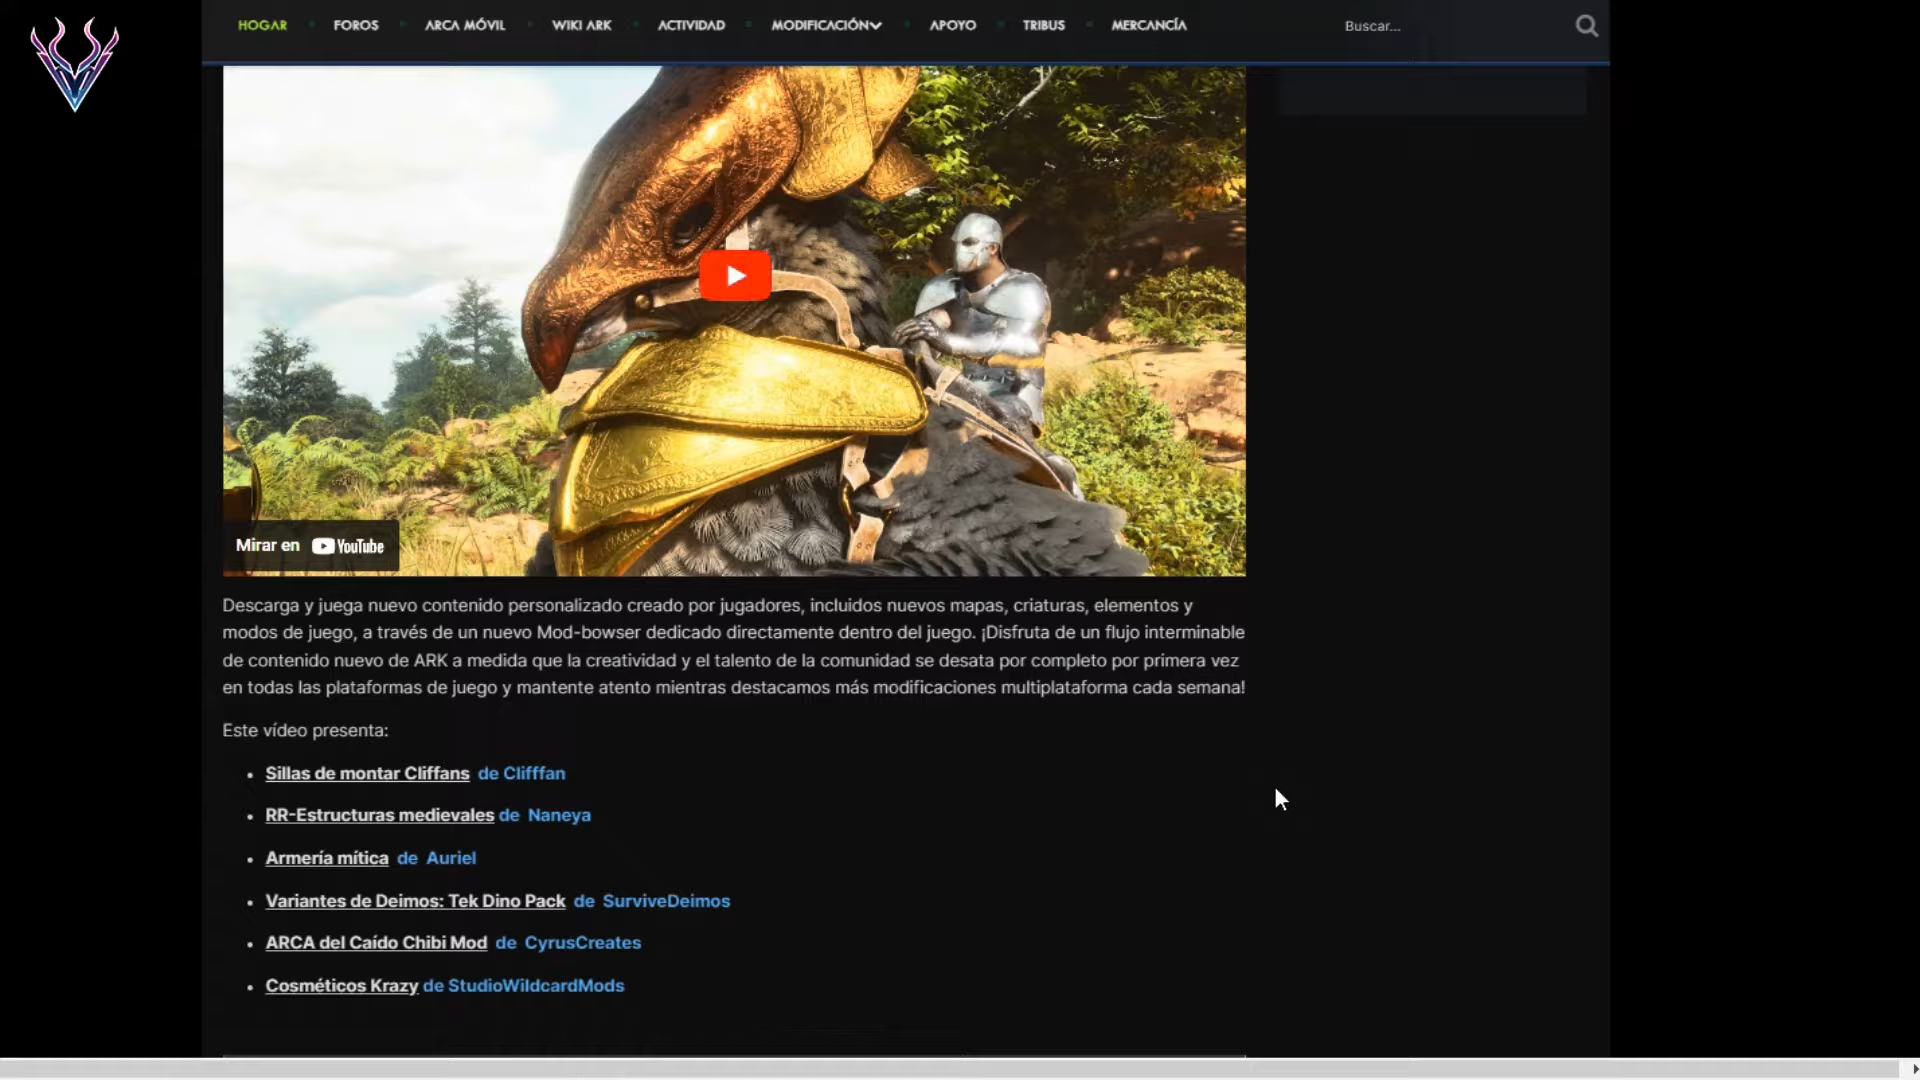 HOGAR FOROS ARCA MÓVIL WIKI ARK ACTIVIDAD MODIFICACIÓN APOYO TRIBUS MERCANCÍA Buscar...
Mirar en YouTube
Descarga y juega nuevo contenido personalizado creado por jugadores, incluidos nuevos mapas, criaturas, elementos y
modos de juego, a través de un nuevo Mod-bowser dedicado directamente dentro del juego. ¡Disfruta de un flujo interminable
de contenido nuevo de ARK a medida que la creatividad y el talento de la comunidad se desata por completo por primera vez
en todas las plataformas de juego y mantente atento mientras destacamos más modificaciones multiplataforma cada semana!
Este vídeo presenta:
• Sillas de montar Cliffans de Clifffan
• RR-Estructuras medievales de Naneya
• Armería mítica de Auriel
• Variantes de Deimos: Tek Dino Pack de SurviveDeimos
• ARCA del Caído Chibi Mod de CyrusCreates
• Cosméticos Krazy de StudioWildcardMods